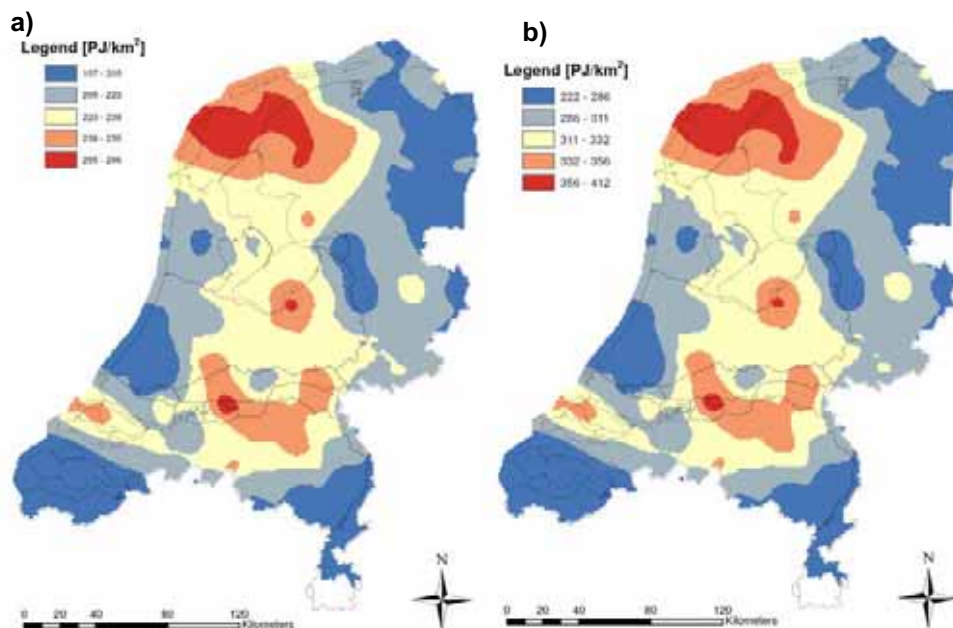 a)
Legend [PJ/km²]
N
0 20 40 80 120
Kilometers
b)
Legend [PJ/km²]
222 - 286
286 - 311
311 - 332
332 - 356
356 - 412
N
0 20 40 80 120
Kilometers